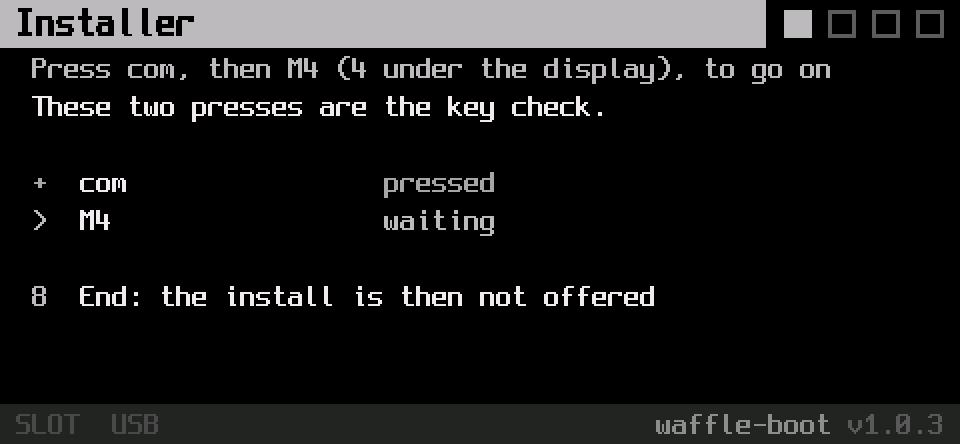 Installer
Press com, then M4 (4 under the display), to go on
These two presses are the key check.
+ com pressed
> M4 waiting
8 End: the install is then not offered
SLOT USB waffle-boot v1.0.3